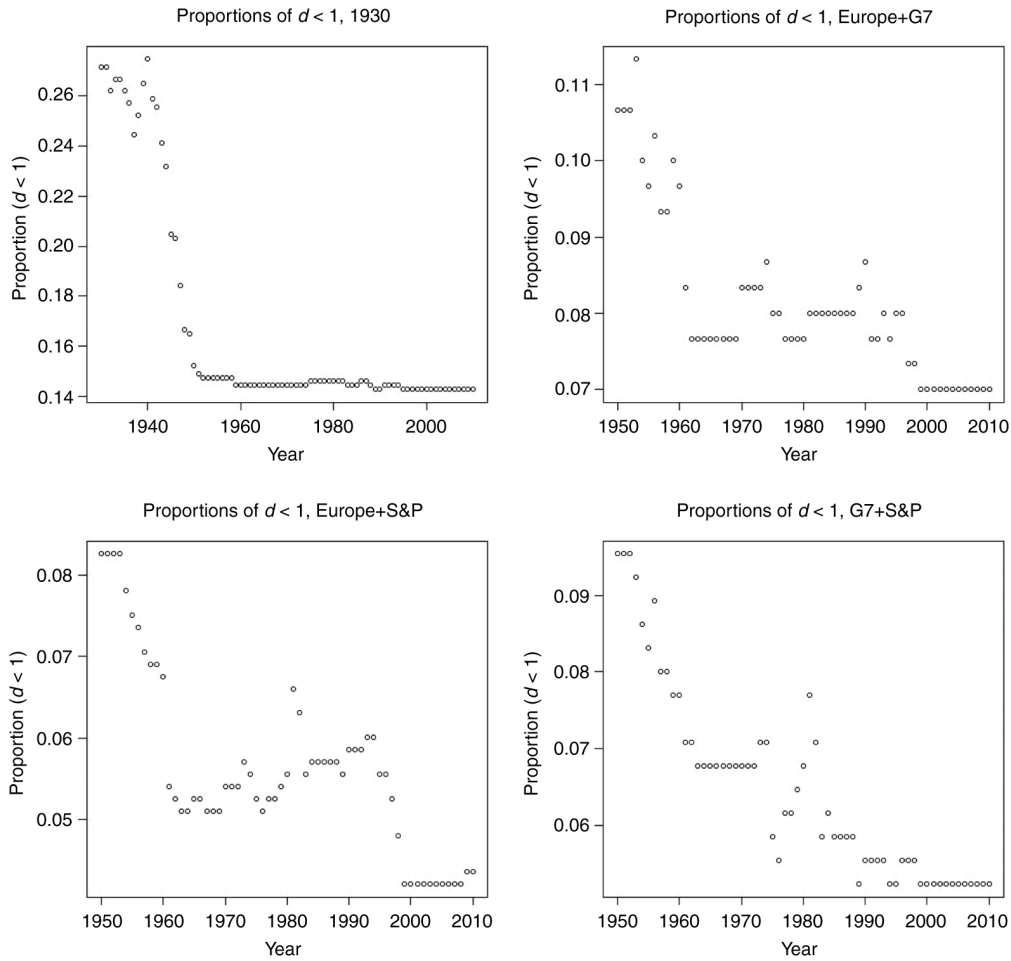 Proportions of d < 1, 1930
Proportion (d < 1)
0.26
0.24
0.22
0.20
0.18
0.16
0.14
1940 1960 1980 2000
Year
Proportions of d < 1, Europe+G7
Proportion (d < 1)
0.11
0.10
0.09
0.08
0.07
1950 1960 1970 1980 1990 2000 2010
Year
Proportions of d < 1, Europe+S&P
Proportion (d < 1)
0.08
0.07
0.06
0.05
1950 1960 1970 1980 1990 2000 2010
Year
Proportions of d < 1, G7+S&P
Proportion (d < 1)
0.09
0.08
0.07
0.06
1950 1960 1970 1980 1990 2000 2010
Year